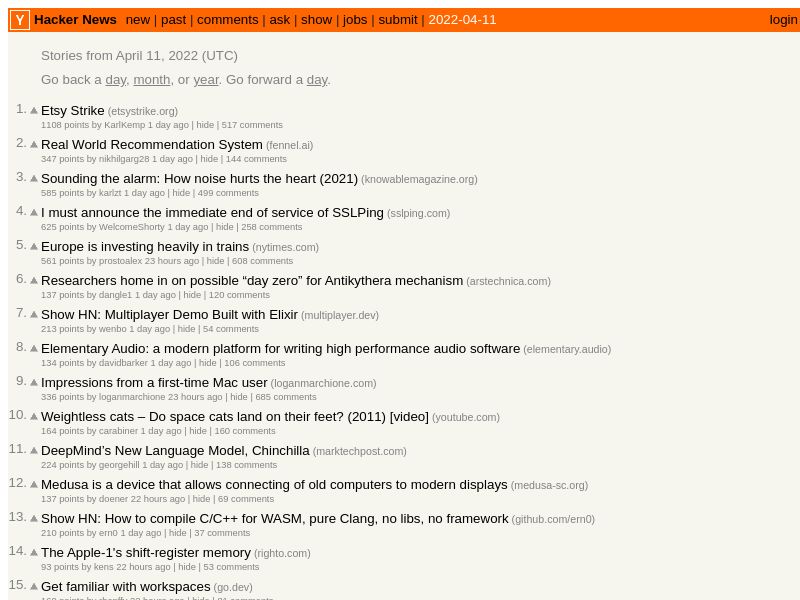 Y Hacker News new | past | comments | ask | show | jobs | submit | 2022-04-11 login
Stories from April 11, 2022 (UTC)
Go back a day, month, or year. Go forward a day.
1. Etsy Strike (etsystrike.org)
1108 points by KarlKemp 1 day ago | hide | 517 comments
2. Real World Recommendation System (fennel.ai)
347 points by nikhilgarg28 1 day ago | hide | 144 comments
3. Sounding the alarm: How noise hurts the heart (2021) (knowablemagazine.org)
585 points by karlzt 1 day ago | hide | 499 comments
4. I must announce the immediate end of service of SSLPing (sslping.com)
625 points by WelcomeShorty 1 day ago | hide | 258 comments
5. Europe is investing heavily in trains (nytimes.com)
561 points by prostoalex 23 hours ago | hide | 608 comments
6. Researchers home in on possible “day zero” for Antikythera mechanism (arstechnica.com)
137 points by dangle1 1 day ago | hide | 120 comments
7. Show HN: Multiplayer Demo Built with Elixir (multiplayer.dev)
213 points by wenbo 1 day ago | hide | 54 comments
8. Elementary Audio: a modern platform for writing high performance audio software (elementary.audio)
134 points by davidbarker 1 day ago | hide | 106 comments
9. Impressions from a first-time Mac user (loganmarchione.com)
336 points by loganmarchione 23 hours ago | hide | 685 comments
10. Weightless cats – Do space cats land on their feet? (2011) [video] (youtube.com)
164 points by carabiner 1 day ago | hide | 160 comments
11. DeepMind’s New Language Model, Chinchilla (marktechpost.com)
224 points by georgehill 1 day ago | hide | 138 comments
12. Medusa is a device that allows connecting of old computers to modern displays (medusa-sc.org)
137 points by doener 22 hours ago | hide | 69 comments
13. Show HN: How to compile C/C++ for WASM, pure Clang, no libs, no framework (github.com/ern0)
210 points by ern0 1 day ago | hide | 37 comments
14. The Apple-1's shift-register memory (righto.com)
93 points by kens 22 hours ago | hide | 53 comments
15. Get familiar with workspaces (go.dev)